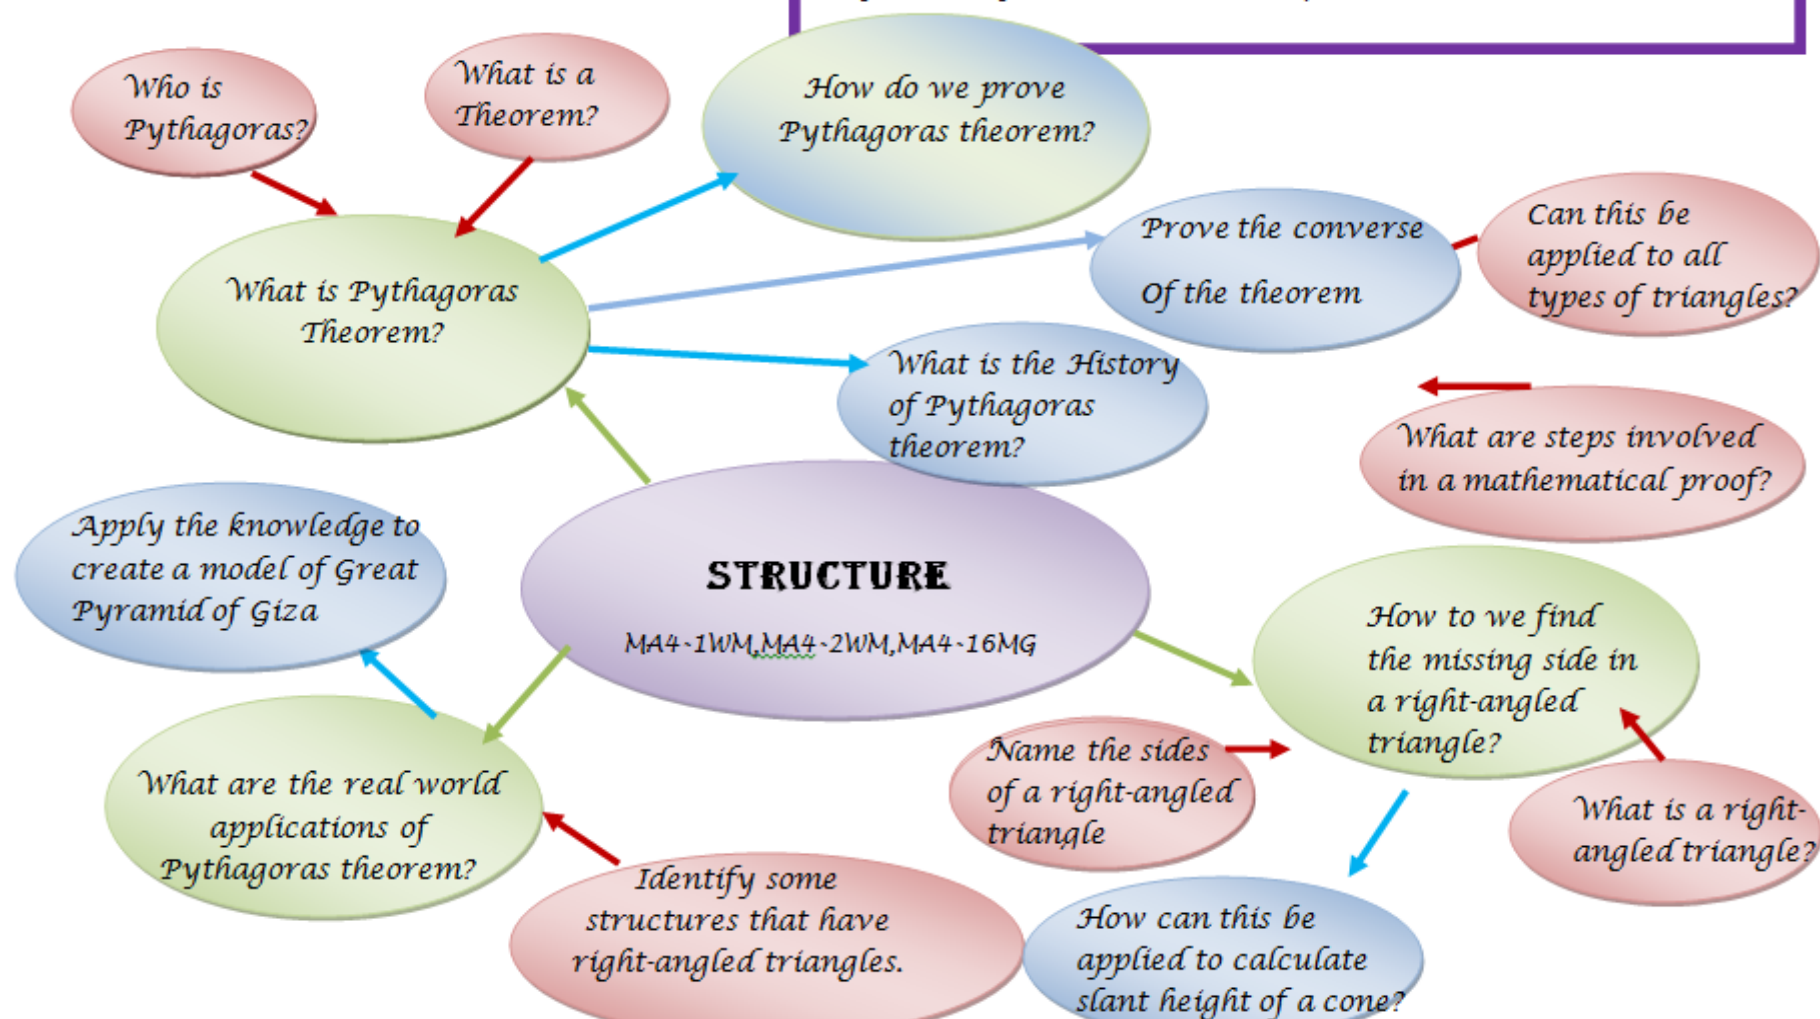 Who is
Pythagoras?
What is a
Theorem?
How do we prove
Pythagoras theorem?
Prove the converse
Of the theorem
Can this be
applied to all
types of triangles?
What is Pythagoras
Theorem?
What is the History
of Pythagoras
theorem?
What are steps involved
in a mathematical proof?
Apply the knowledge to
create a model of Great
Pyramid of Giza
STRUCTURE
MA4-1WM,MA4-2WM,MA4-16MG
How to we find
the missing side in
a right-angled
triangle?
Name the sides
of a right-angled
triangle
What is a right-
angled triangle?
What are the real world
applications of
Pythagoras theorem?
Identify some
structures that have
right-angled triangles.
How can this be
applied to calculate
slant height of a cone?